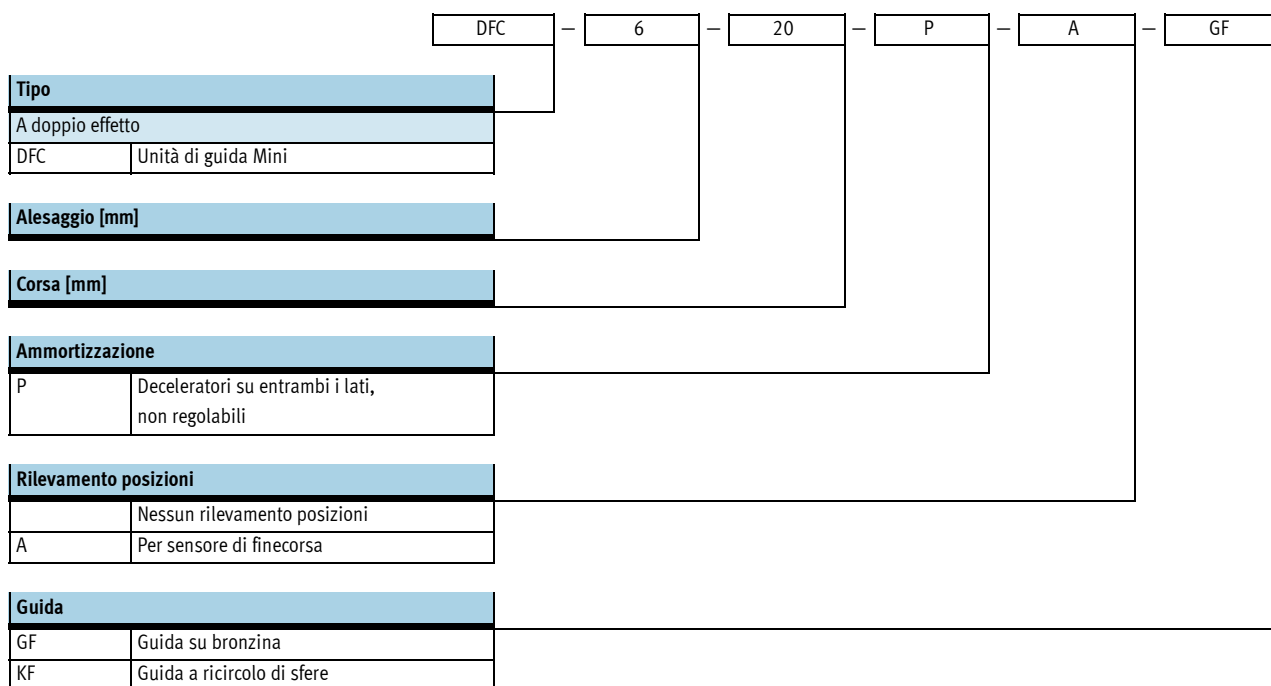 DFC – 6 – 20 – P – A – GF
Tipo
A doppio effetto
DFC Unità di guida Mini
Alesaggio [mm]
Corsa [mm]
Ammortizzazione
P Deceleratori su entrambi i lati,
non regolabili
Rilevamento posizioni
Nessun rilevamento posizioni
A Per sensore di finecorsa
Guida
GF Guida su bronzina
KF Guida a ricircolo di sfere